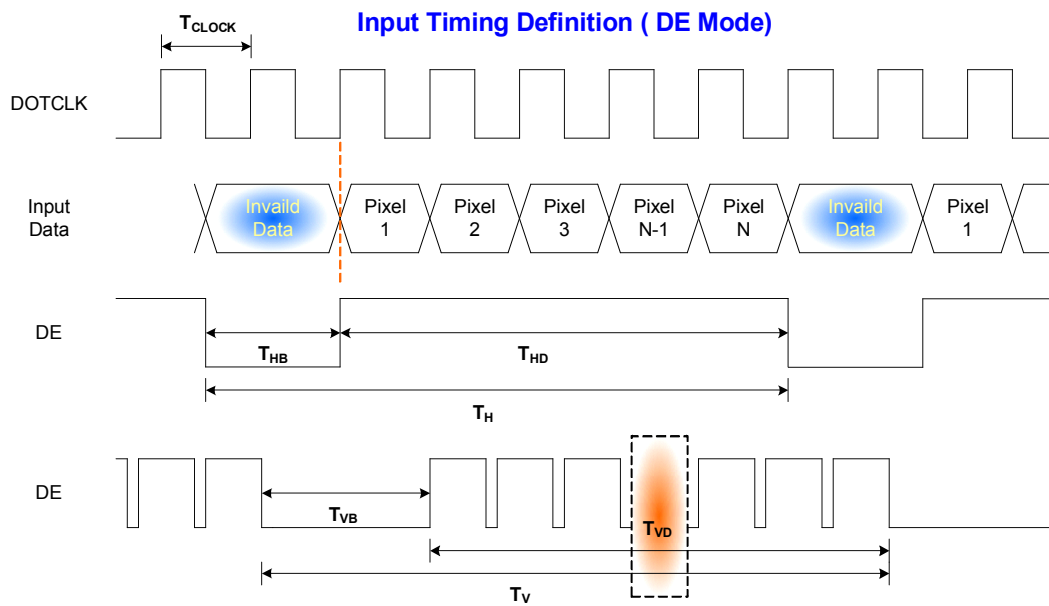 Input Timing Definition ( DE Mode)
TCLOCK
DOTCLK
Input
Data
Invaild
Data
Pixel
1
Pixel
2
Pixel
3
Pixel
N-1
Pixel
N
Invaild
Data
Pixel
1
DE
THB
THD
TH
DE
TVB
TVD
TV